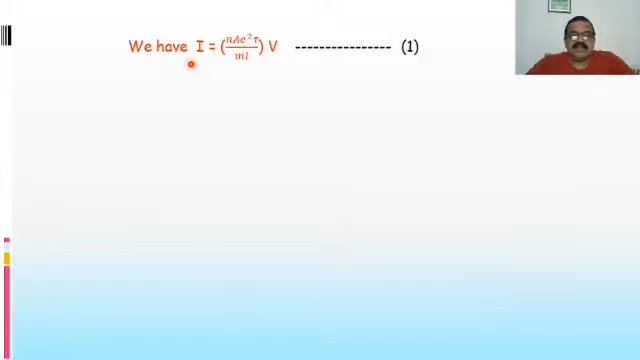 We have I = (nAe²τ/ml) V ---------------- (1)